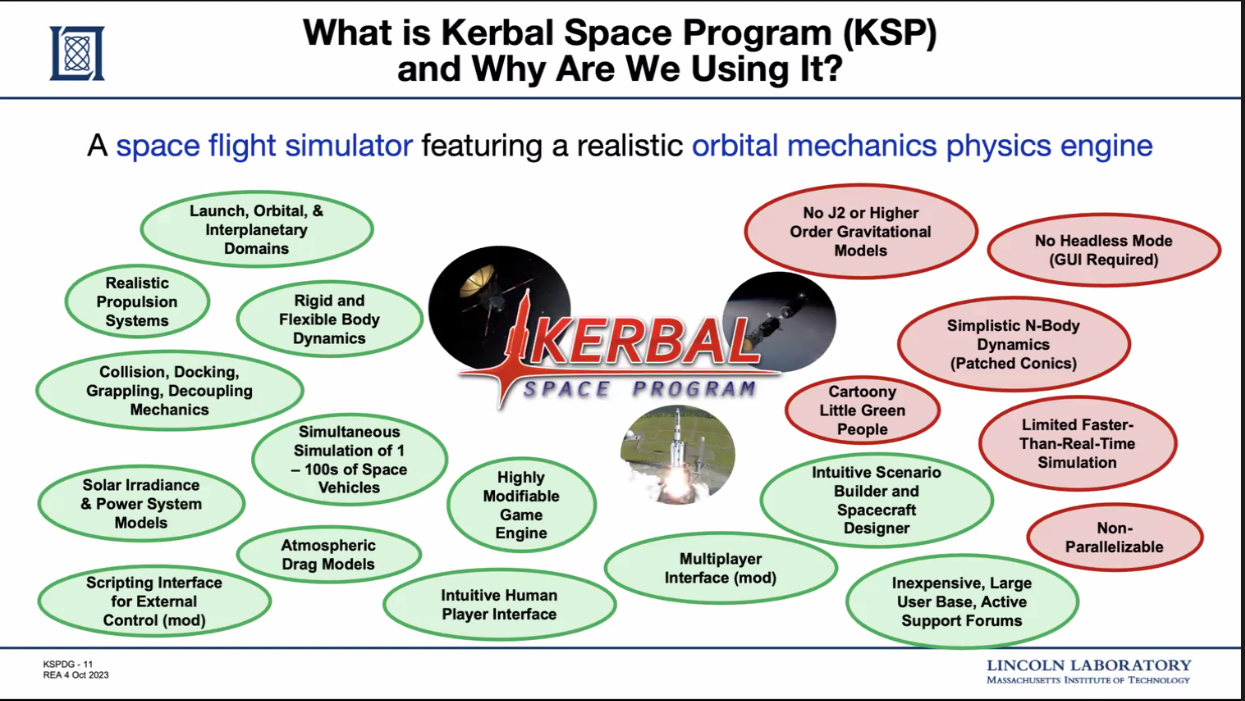 What is Kerbal Space Program (KSP)
and Why Are We Using It?
A space flight simulator featuring a realistic orbital mechanics physics engine
Launch, Orbital, &
Interplanetary
Domains
Realistic
Propulsion
Systems
Rigid and
Flexible Body
Dynamics
Collision, Docking,
Grappling, Decoupling
Mechanics
Simultaneous
Simulation of 1
– 100s of Space
Vehicles
Solar Irradiance
& Power System
Models
Atmospheric
Drag Models
Scripting Interface
for External
Control (mod)
Highly
Modifiable
Game
Engine
Intuitive Human
Player Interface
KERBAL
SPACE PROGRAM
Multiplayer
Interface (mod)
No J2 or Higher
Order Gravitational
Models
No Headless Mode
(GUI Required)
Simplistic N-Body
Dynamics
(Patched Conics)
Cartoony
Little Green
People
Limited Faster-
Than-Real-Time
Simulation
Intuitive Scenario
Builder and
Spacecraft
Designer
Non-
Parallelizable
Inexpensive, Large
User Base, Active
Support Forums
KSPDG - 11
REA 4 Oct 2023
LINCOLN LABORATORY
MASSACHUSETTS INSTITUTE OF TECHNOLOGY